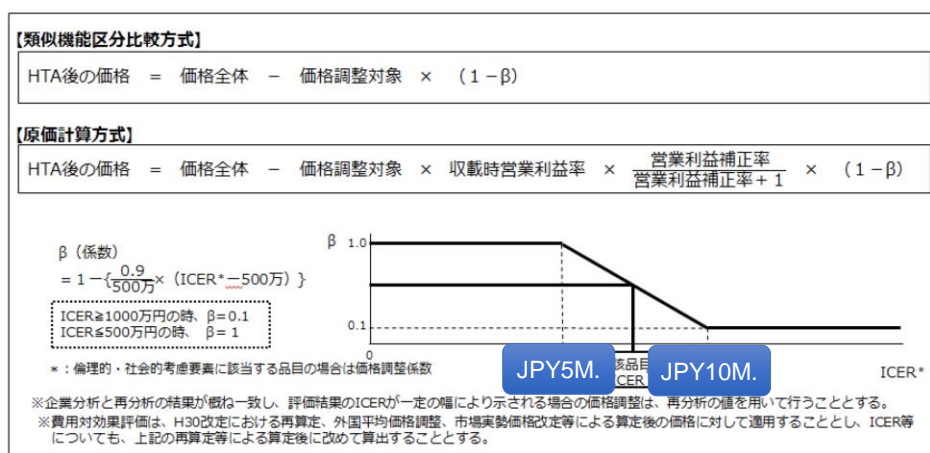 【類似機能区分比較方式】
HTA後の価格 = 価格全体 － 価格調整対象 × （１－β）
【原価計算方式】
HTA後の価格 = 価格全体 － 価格調整対象 × 収載時営業利益率 × 営業利益補正率/営業利益補正率＋１ × （１－β）
β（係数）
= １－{0.9/500万×（ICER*－500万）}
ICER≧1000万円の時、β＝0.1
ICER≦500万円の時、 β＝１
β 1.0
0.1
0
JPY5M.
品目
ICER
JPY10M.
ICER*
*：倫理的・社会的考慮要素に該当する品目の場合は価格調整係数
※企業分析と再分析の結果が概ね一致し、評価結果のICERが一定の幅により示される場合の価格調整は、再分析の値を用いて行うこととする。
※費用対効果評価は、H30改定における再算定、外国平均価格調整、市場実勢価格改定等による算定後の価格に対して適用することとし、ICER等
についても、上記の再算定等による算定後に改めて算出することとする。